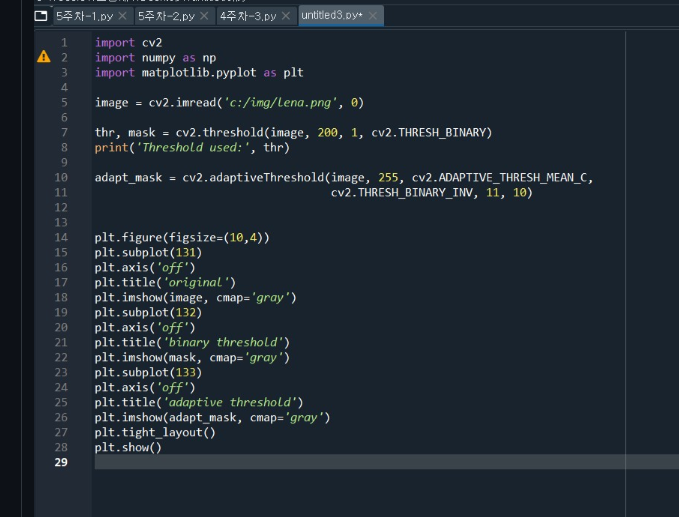 5주차-1.py 5주차-2.py 4주차-3.py untitled3.py*
1 import cv2
2 import numpy as np
3 import matplotlib.pyplot as plt
4
5 image = cv2.imread('c:/img/lena.png', 0)
6
7 thr, mask = cv2.threshold(image, 200, 1, cv2.THRESH_BINARY)
8 print('Threshold used:', thr)
9
10 adapt_mask = cv2.adaptiveThreshold(image, 255, cv2.ADAPTIVE_THRESH_MEAN_C,
11 cv2.THRESH_BINARY_INV, 11, 10)
12
13
14 plt.figure(figsize=(10,4))
15 plt.subplot(131)
16 plt.axis('off')
17 plt.title('original')
18 plt.imshow(image, cmap='gray')
19 plt.subplot(132)
20 plt.axis('off')
21 plt.title('binary threshold')
22 plt.imshow(mask, cmap='gray')
23 plt.subplot(133)
24 plt.axis('off')
25 plt.title('adaptive threshold')
26 plt.imshow(adapt_mask, cmap='gray')
27 plt.tight_layout()
28 plt.show()
29